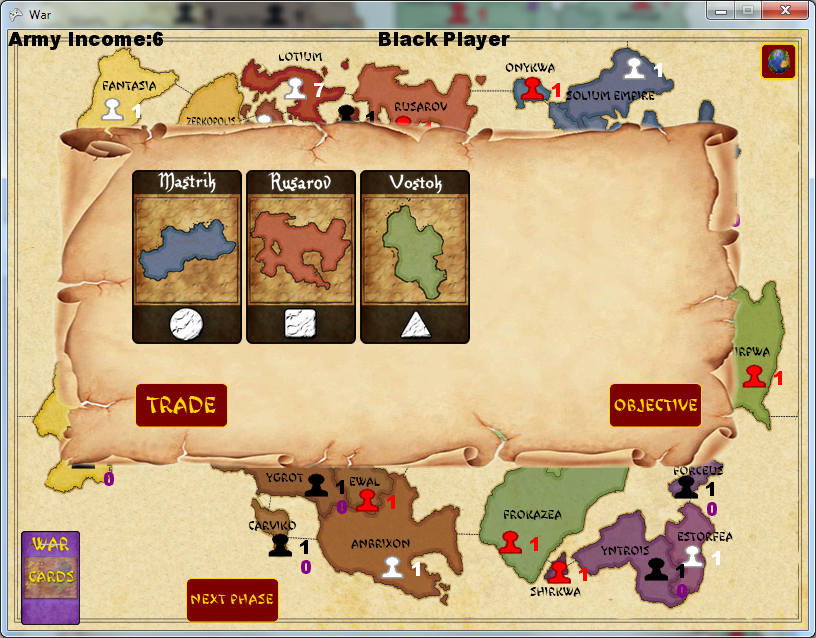 War
Army Income:6
Black Player
LOTIUM
FANTASIA
1
7
ONYKWA
1
1
SOLIUM EMPIRE
RUSAROV
ZERKOPOLIS
1
Mastrik
Rusarov
Vostok
1
TRADE
OBJECTIVE
0
YGROT
1
0
EWAL
1
FORCEUS
1
0
CARVIKO
1
0
ANBRIXON
1
FROKAZEA
1
SHIRKWA
1
YNTROIS
1
0
ESTORFEA
1
WAR
CARDS
NEXT PHASE